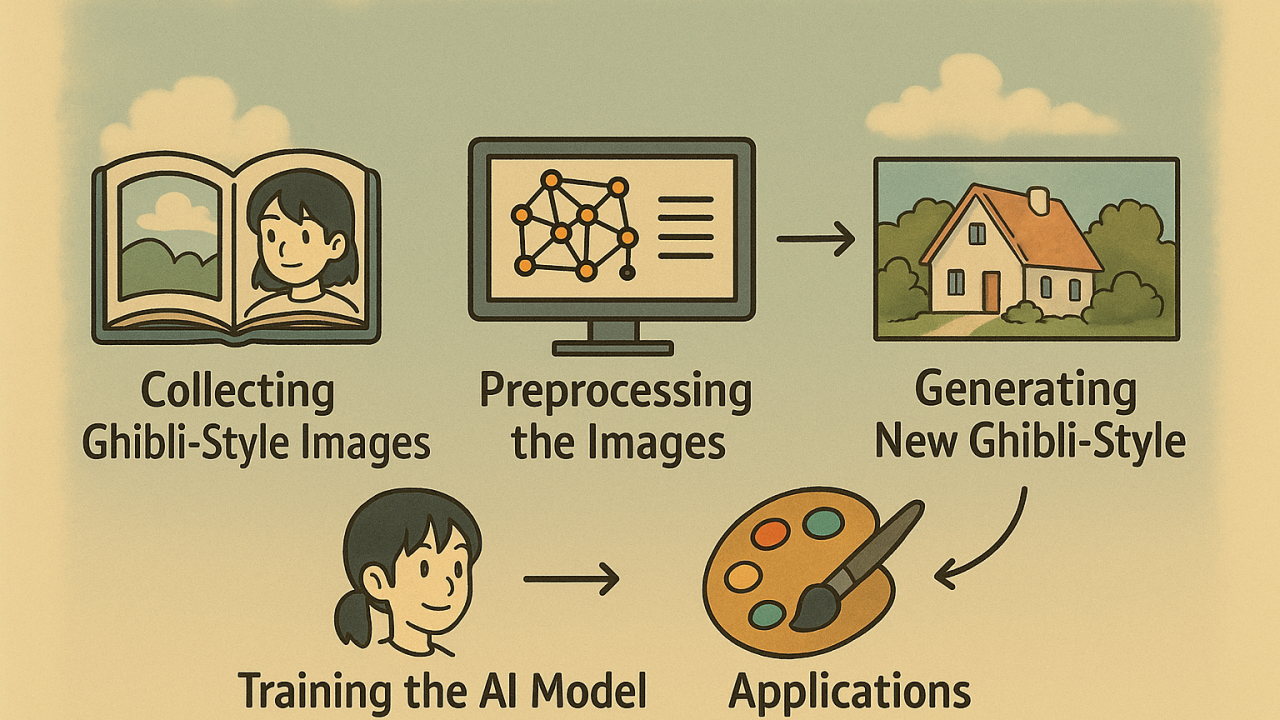 Collecting
Ghibli-Style Images
Preprocessing
the Images
Generating
New Ghibli-Style
Training the AI Model
Applications